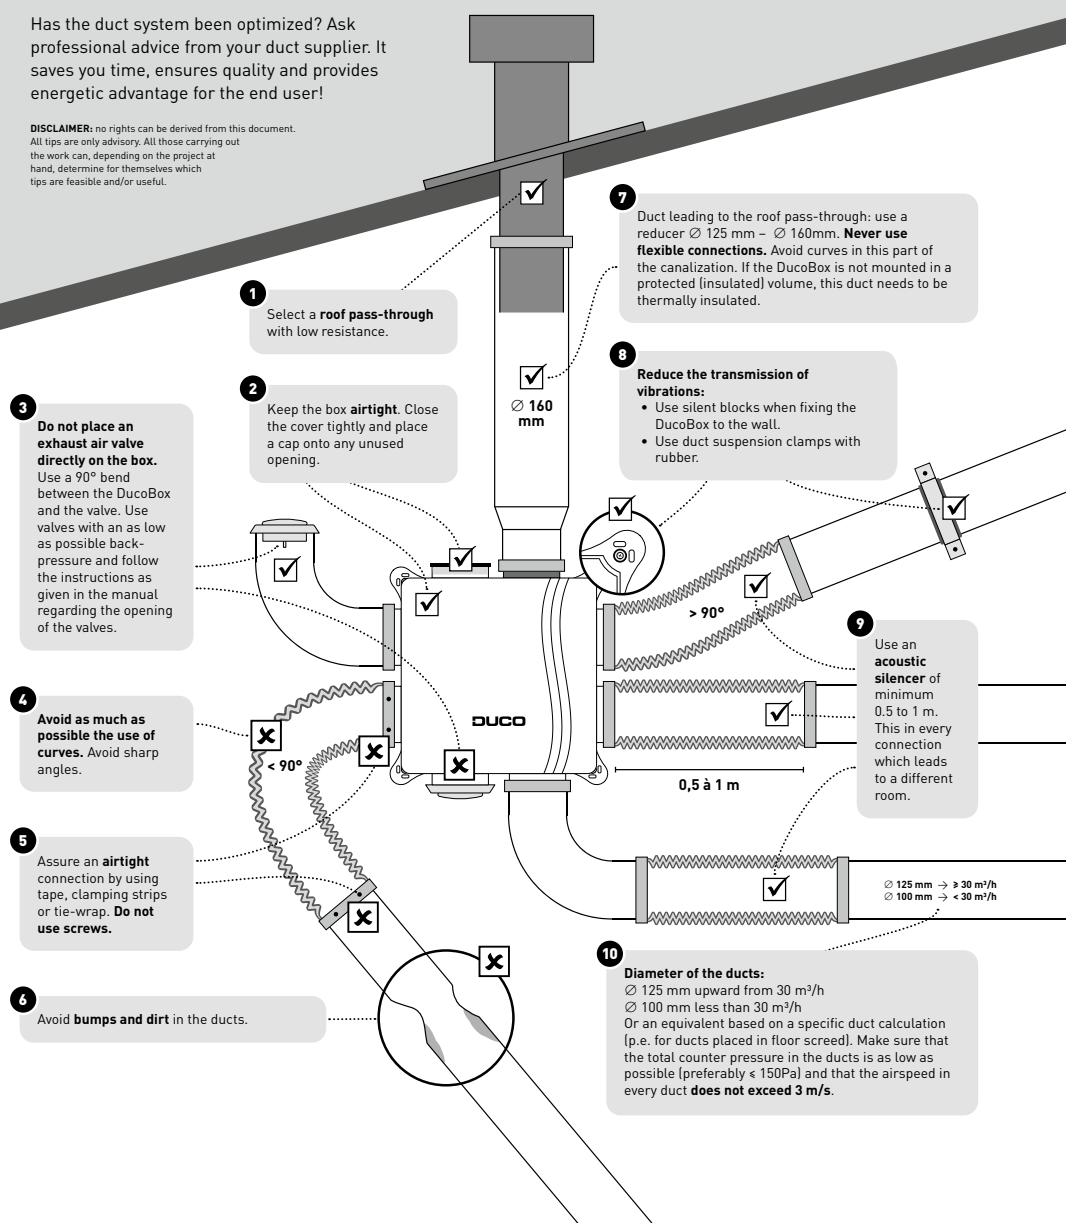 Has the duct system been optimized? Ask
professional advice from your duct supplier. It
saves you time, ensures quality and provides
energetic advantage for the end user!
DISCLAIMER: no rights can be derived from this document.
All tips are only advisory. All those carrying out
the work can, depending on the project at
hand, determine for themselves which
tips are feasible and/or useful.
1
Select a roof pass-through
with low resistance.
2
Keep the box airtight. Close
the cover tightly and place
a cap onto any unused
opening.
3
Do not place an
exhaust air valve
directly on the box.
Use a 90° bend
between the DucoBox
and the valve. Use
valves with an as low
as possible back-
pressure and follow
the instructions as
given in the manual
regarding the opening
of the valves.
4
Avoid as much as
possible the use of
curves. Avoid sharp
angles.
5
Assure an airtight
connection by using
tape, clamping strips
or tie-wrap. Do not
use screws.
6
Avoid bumps and dirt in the ducts.
7
Duct leading to the roof pass-through: use a
reducer ∅ 125 mm – ∅ 160mm. Never use
flexible connections. Avoid curves in this part of
the canalization. If the DucoBox is not mounted in a
protected (insulated) volume, this duct needs to be
thermally insulated.
8
Reduce the transmission of
vibrations:
• Use silent blocks when fixing the
DucoBox to the wall.
• Use duct suspension clamps with
rubber.
9
Use an
acoustic
silencer of
minimum
0.5 to 1 m.
This in every
connection
which leads
to a different
room.
10
Diameter of the ducts:
∅ 125 mm upward from 30 m³/h
∅ 100 mm less than 30 m³/h
Or an equivalent based on a specific duct calculation
(p.e. for ducts placed in floor screed). Make sure that
the total counter pressure in the ducts is as low as
possible (preferably ⩽ 150Pa) and that the airspeed in
every duct does not exceed 3 m/s.
∅ 160
mm
> 90°
< 90°
DUCO
0,5 à 1 m
∅ 125 mm → ⩾ 30 m³/h
∅ 100 mm → < 30 m³/h